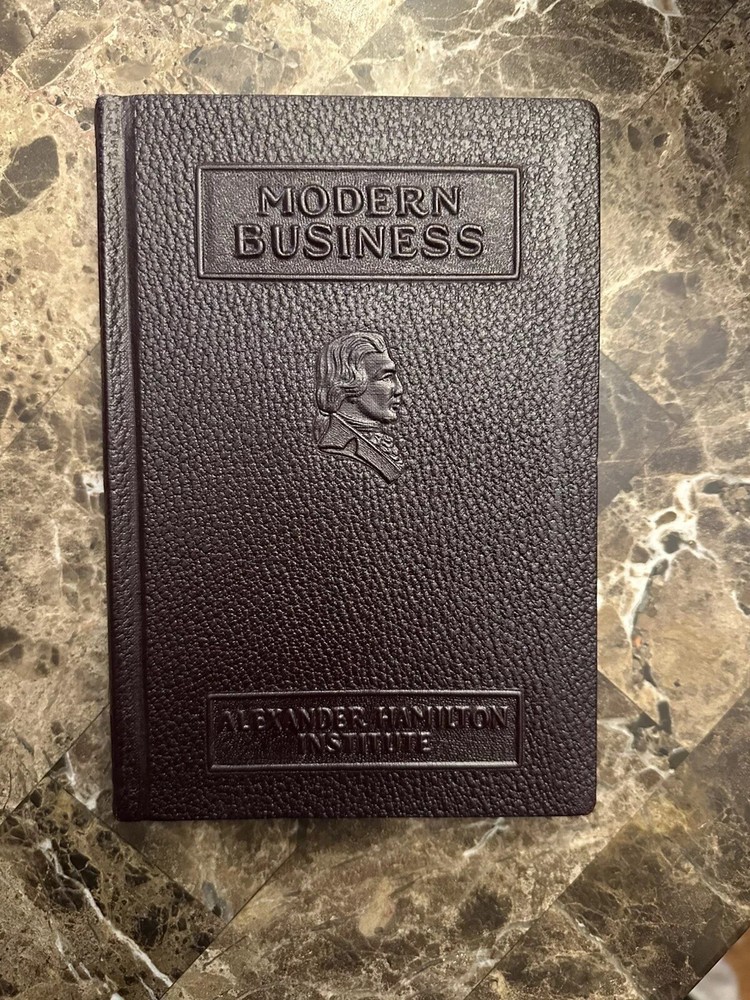 MODERN
BUSINESS
ALEXANDER HAMILTON
INSTITUTE